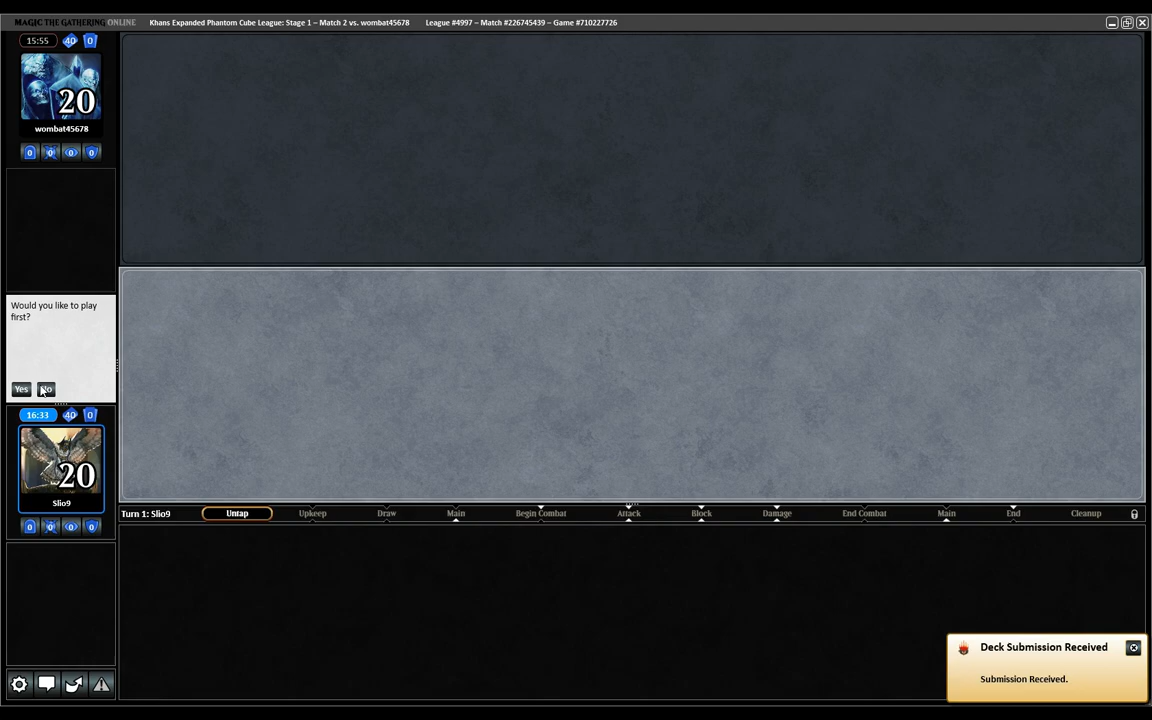 MAGIC THE GATHERING ONLINE
Khans Expanded Phantom Cube League: Stage 1 – Match 2 vs. wombat45678
League #4997 – Match #226745439 – Game #710227726
15:55
40
0
20
wombat45678
0 0 0 0
Would you like to play
first?
Yes No
16:33
40
0
20
Slio9
0 0 0 0
Turn 1: Slio9
Untap Upkeep Draw Main Begin Combat Attack Block Damage End Combat Main End Cleanup
Deck Submission Received
Submission Received.